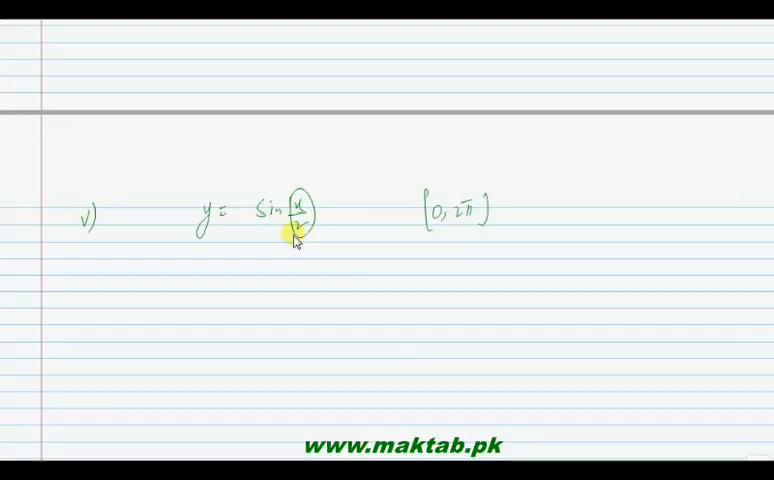 v) y = sin(x/2) [0, 2π]
www.maktab.pk